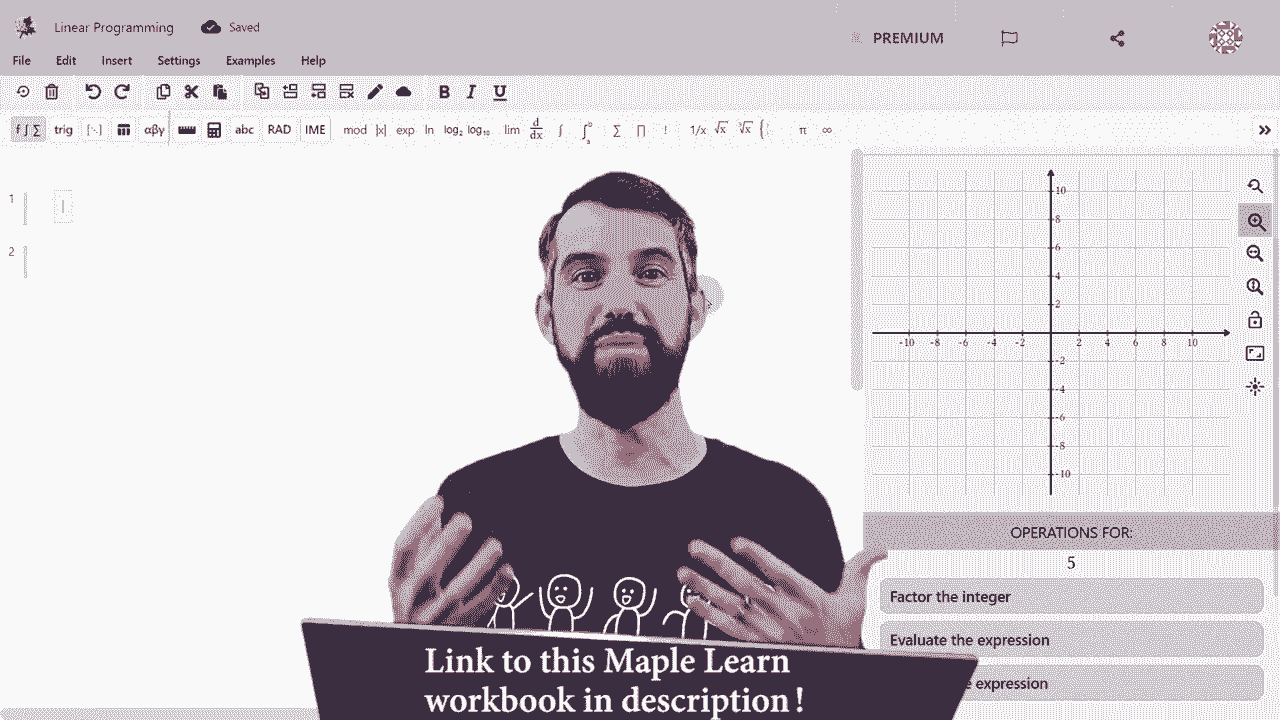 Linear Programming Saved
PREMIUM
File Edit Insert Settings Examples Help
B I U
f ∫ ∑ trig [∙.] αβγ abc RAD IME mod |x| exp ln log₂ log₁₀ lim d/dx ∫ ∫ ∑ ∏ ! 1/x √x ∛x { π ∞ »
1
2
10
8
6
4
2
-10 -8 -6 -4 -2 2 4 6 8 10
-2
-4
-6
-8
-10
OPERATIONS FOR:
5
Factor the integer
Evaluate the expression
e expression
Link to this Maple Learn
workbook in description !